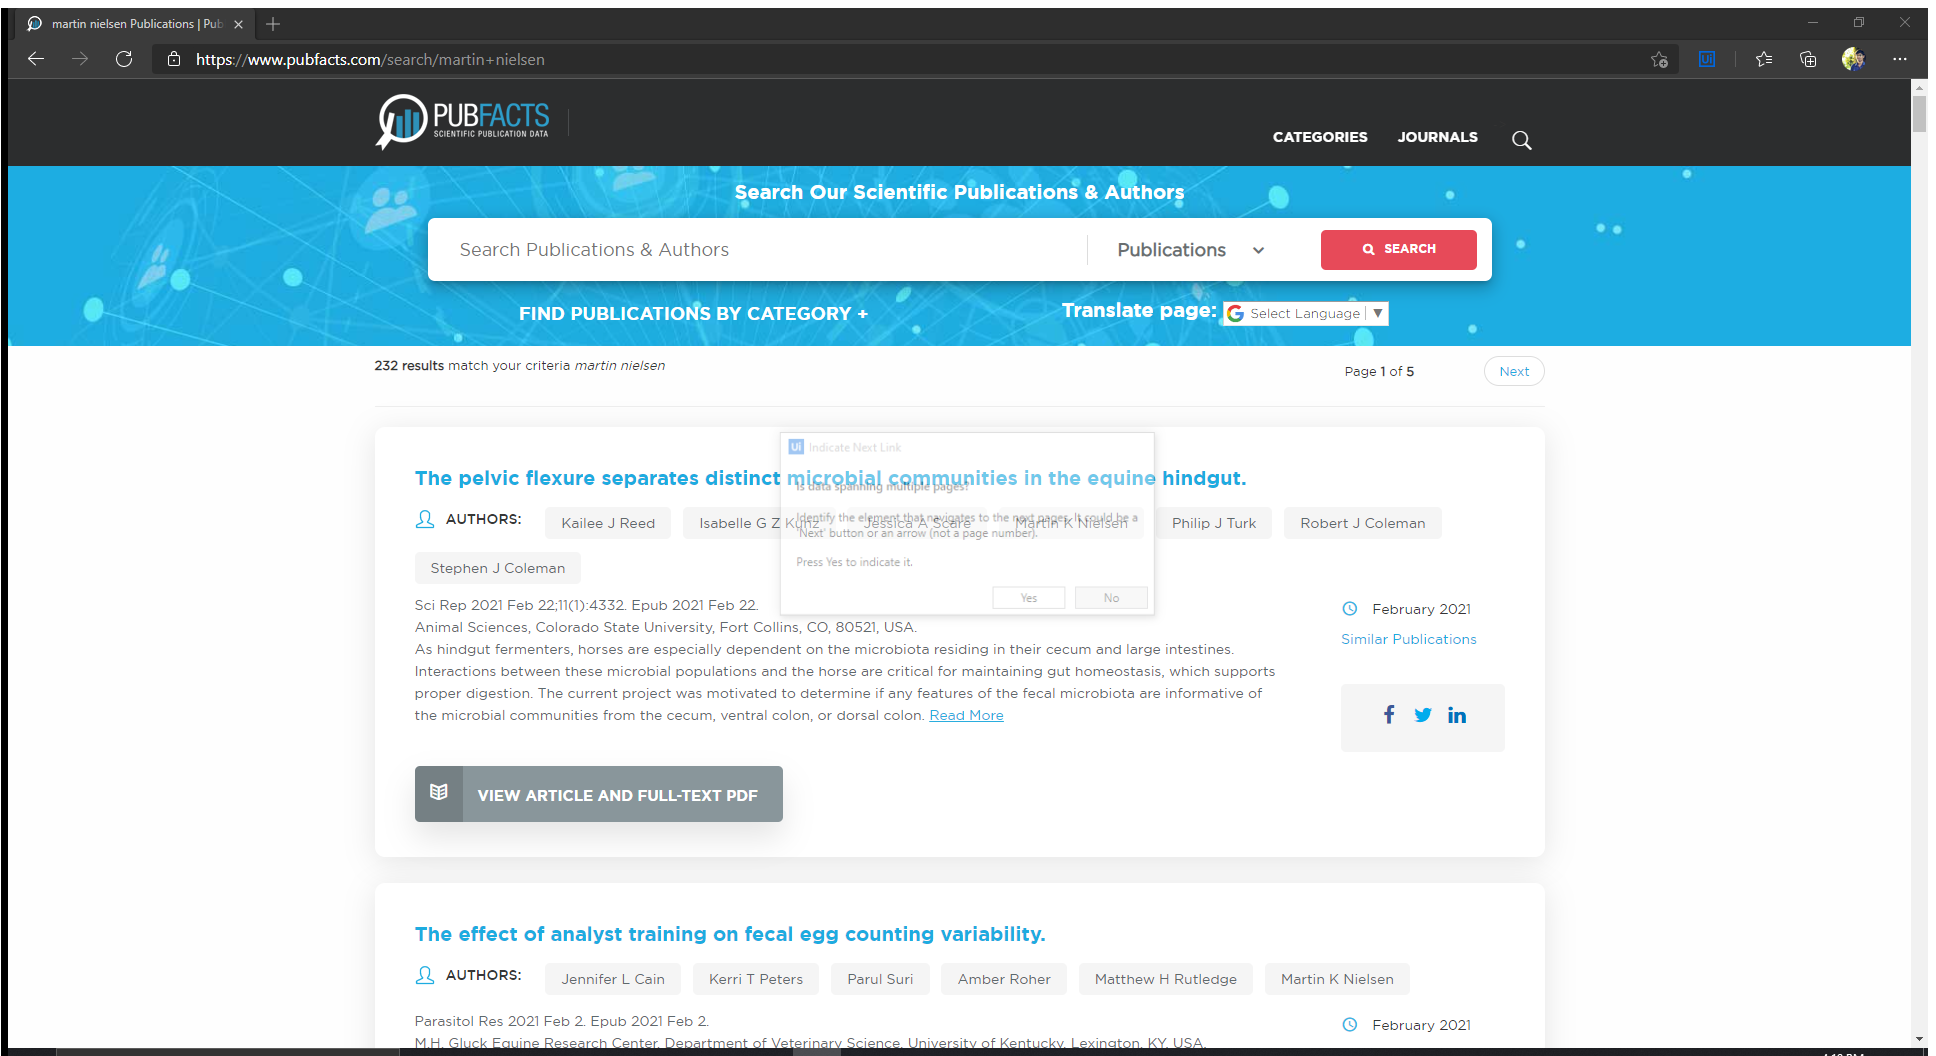 martin nielsen Publications | Pub
https://www.pubfacts.com/search/martin+nielsen
Ui
PUBFACTS
SCIENTIFIC PUBLICATION DATA
CATEGORIES JOURNALS
Search Our Scientific Publications & Authors
Search Publications & Authors Publications SEARCH
FIND PUBLICATIONS BY CATEGORY + Translate page: G Select Language ▼
232 results match your criteria martin nielsen Page 1 of 5 Next
Ui Indicate Next Link
The pelvic flexure separates distinct microbial communities in the equine hindgut.
Is data spanning multiple pages?
AUTHORS: Kailee J Reed Isabelle G Z Kunz Jessica A Scare Martin K Nielsen Philip J Turk Robert J Coleman
Identify the element that navigates to the next pages. It could be a
'Next' button or an arrow (not a page number).
Press Yes to indicate it.
Yes No
Stephen J Coleman
Sci Rep 2021 Feb 22;11(1):4332. Epub 2021 Feb 22.
February 2021
Animal Sciences, Colorado State University, Fort Collins, CO, 80521, USA.
Similar Publications
As hindgut fermenters, horses are especially dependent on the microbiota residing in their cecum and large intestines.
Interactions between these microbial populations and the horse are critical for maintaining gut homeostasis, which supports
proper digestion. The current project was motivated to determine if any features of the fecal microbiota are informative of
the microbial communities from the cecum, ventral colon, or dorsal colon. Read More
VIEW ARTICLE AND FULL-TEXT PDF
The effect of analyst training on fecal egg counting variability.
AUTHORS: Jennifer L Cain Kerri T Peters Parul Suri Amber Roher Matthew H Rutledge Martin K Nielsen
Parasitol Res 2021 Feb 2. Epub 2021 Feb 2.
February 2021
M.H. Gluck Equine Research Center, Department of Veterinary Science, University of Kentucky, Lexington, KY, USA.